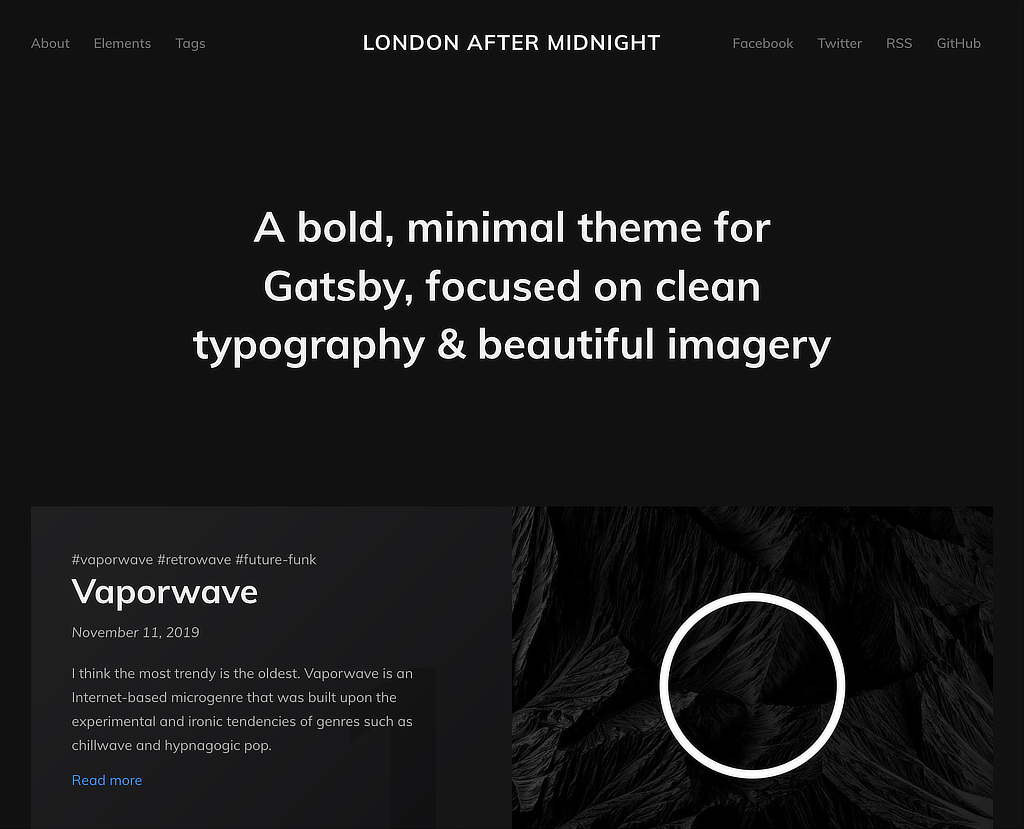 About Elements Tags LONDON AFTER MIDNIGHT Facebook Twitter RSS GitHub
A bold, minimal theme for
Gatsby, focused on clean
typography & beautiful imagery
#vaporwave #retrowave #future-funk
Vaporwave
November 11, 2019
I think the most trendy is the oldest. Vaporwave is an
Internet-based microgenre that was built upon the
experimental and ironic tendencies of genres such as
chillwave and hypnagogic pop.
Read more